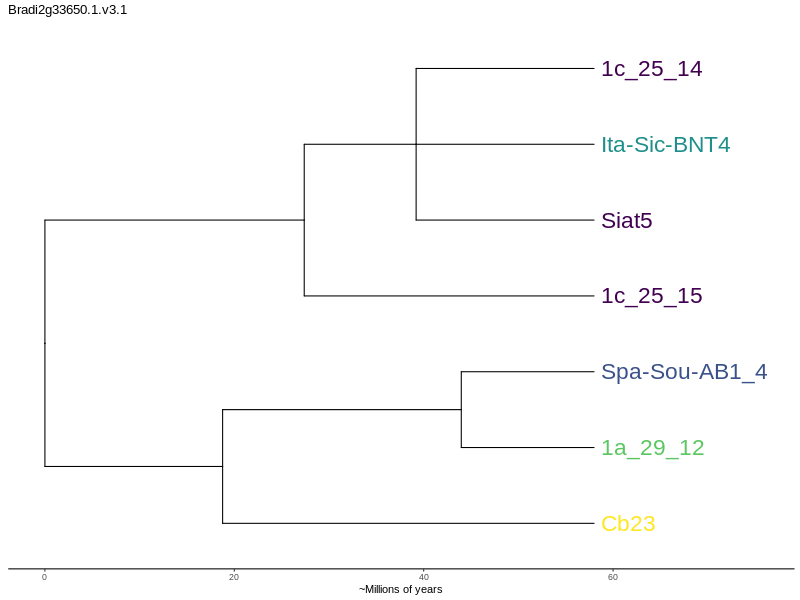 Bradi2g33650.1.v3.1
1c_25_14
Ita-Sic-BNT4
Siat5
1c_25_15
Spa-Sou-AB1_4
1a_29_12
Cb23
0 20 40 60
~Millions of years